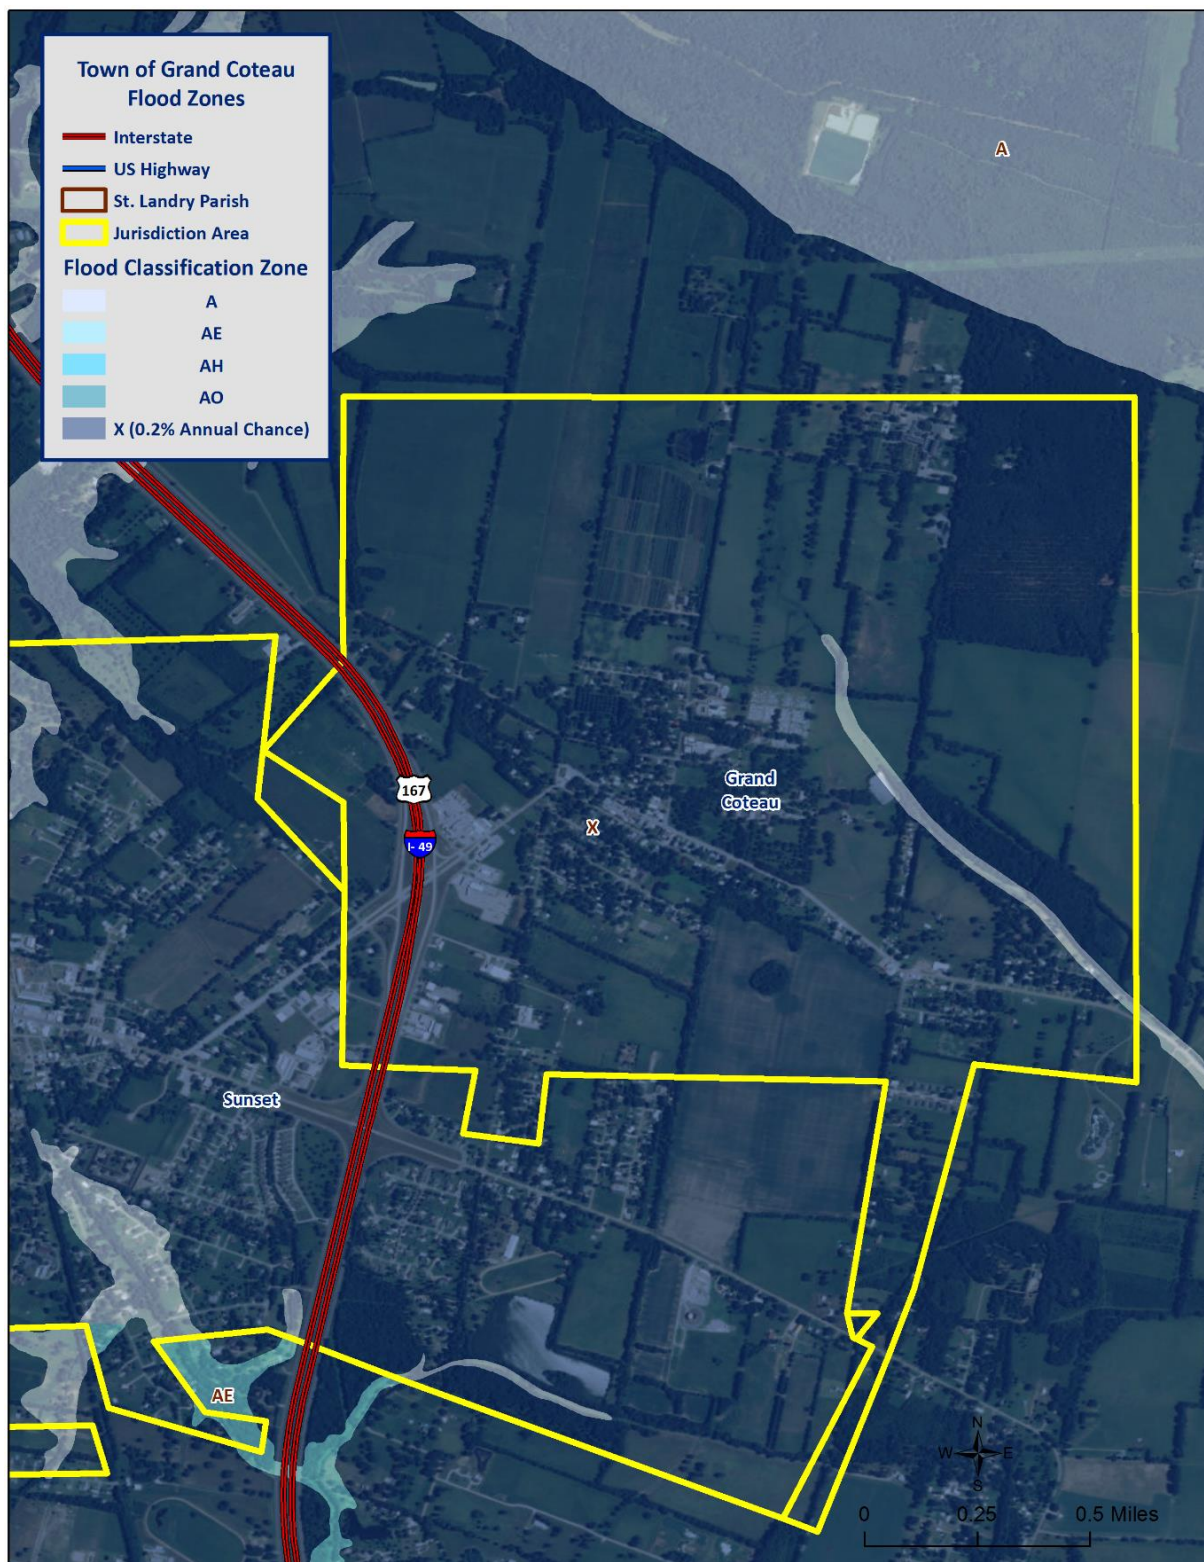 Town of Grand Coteau
Flood Zones
Interstate
US Highway
St. Landry Parish
Jurisdiction Area
Flood Classification Zone
A
AE
AH
AO
X (0.2% Annual Chance)
A
167
I- 49
Grand
Coteau
X
Sunset
AE
N
W
E
S
0
0.25
0.5 Miles